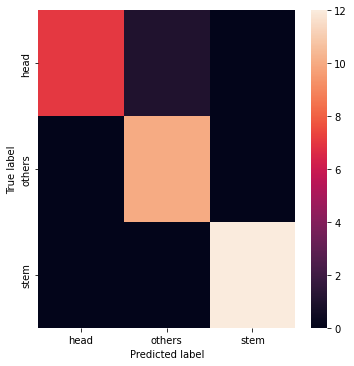 12
10
8
6
4
2
0
head
others
stem
True label
head others stem
Predicted label